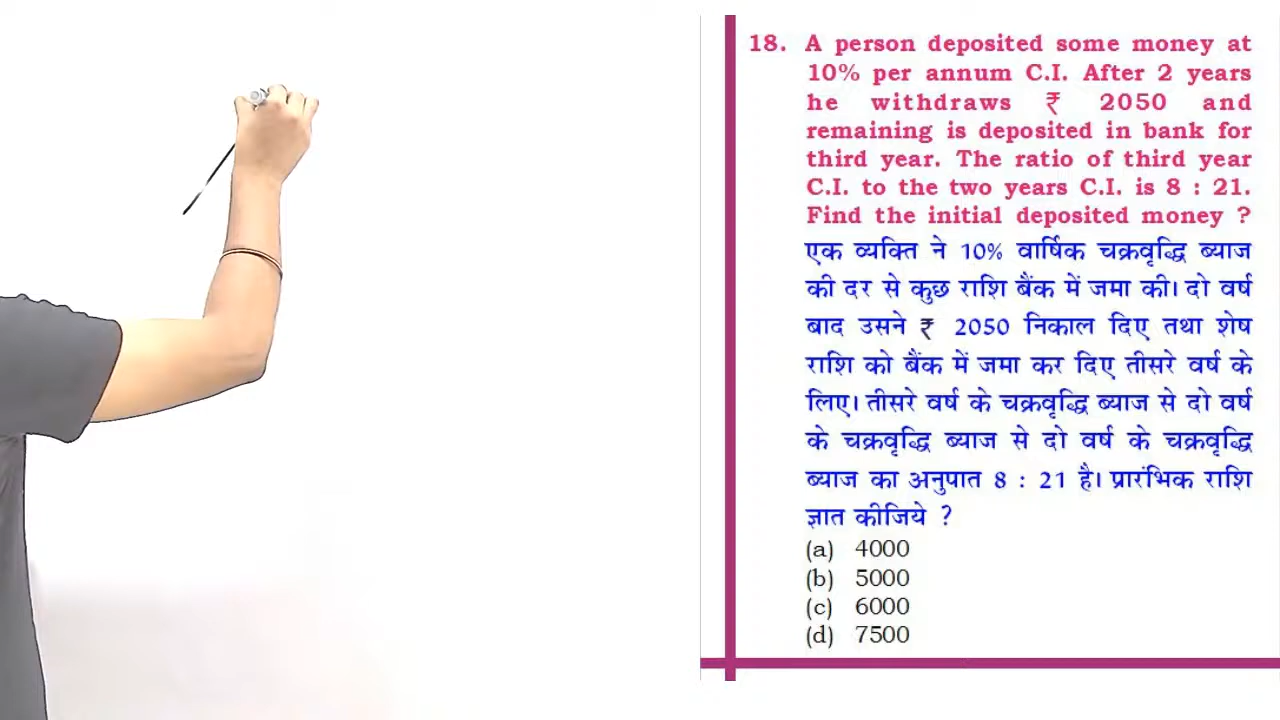 18. A person deposited some money at
10% per annum C.I. After 2 years
he withdraws ₹ 2050 and
remaining is deposited in bank for
third year. The ratio of third year
C.I. to the two years C.I. is 8 : 21.
Find the initial deposited money ?
एक व्यक्ति ने 10% वार्षिक चक्रवृद्धि ब्याज
की दर से कुछ राशि बैंक में जमा की। दो वर्ष
बाद उसने ₹ 2050 निकाल दिए तथा शेष
राशि को बैंक में जमा कर दिए तीसरे वर्ष के
लिए। तीसरे वर्ष के चक्रवृद्धि ब्याज से दो वर्ष
के चक्रवृद्धि ब्याज से दो वर्ष के चक्रवृद्धि
ब्याज का अनुपात 8 : 21 है। प्रारंभिक राशि
ज्ञात कीजिये ?
(a) 4000
(b) 5000
(c) 6000
(d) 7500